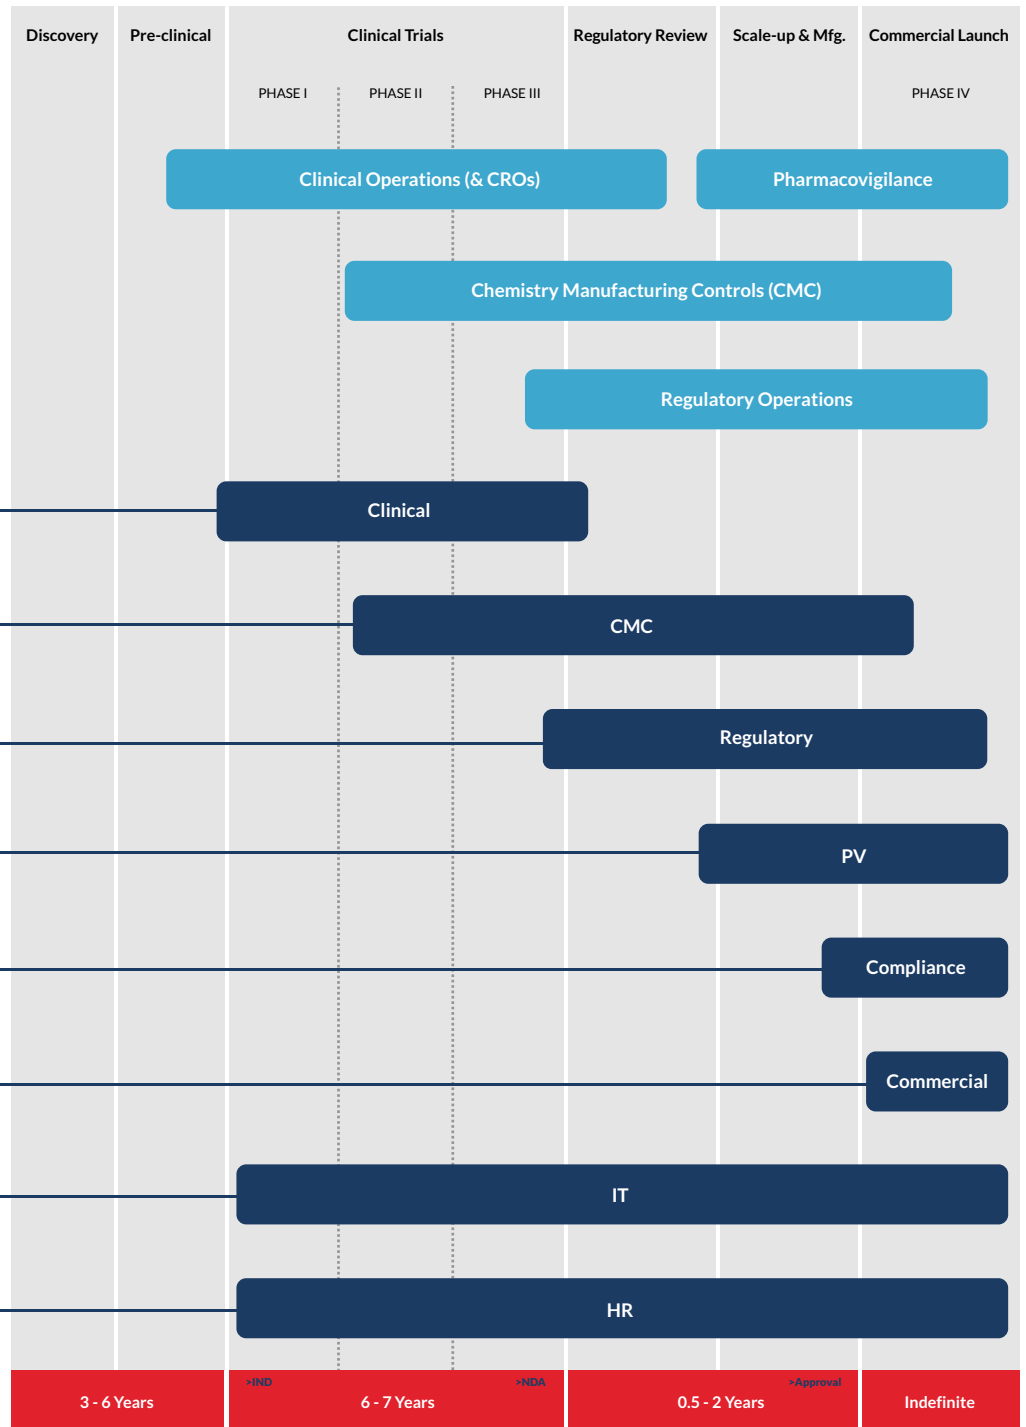 Discovery
Pre-clinical
Clinical Trials
Regulatory Review
Scale-up & Mfg.
Commercial Launch
PHASE I
PHASE II
PHASE III
PHASE IV
Clinical Operations (& CROs)
Pharmacovigilance
Chemistry Manufacturing Controls (CMC)
Regulatory Operations
Clinical
CMC
Regulatory
PV
Compliance
Commercial
IT
HR
>IND
>NDA
>Approval
3 - 6 Years
6 - 7 Years
0.5 - 2 Years
Indefinite